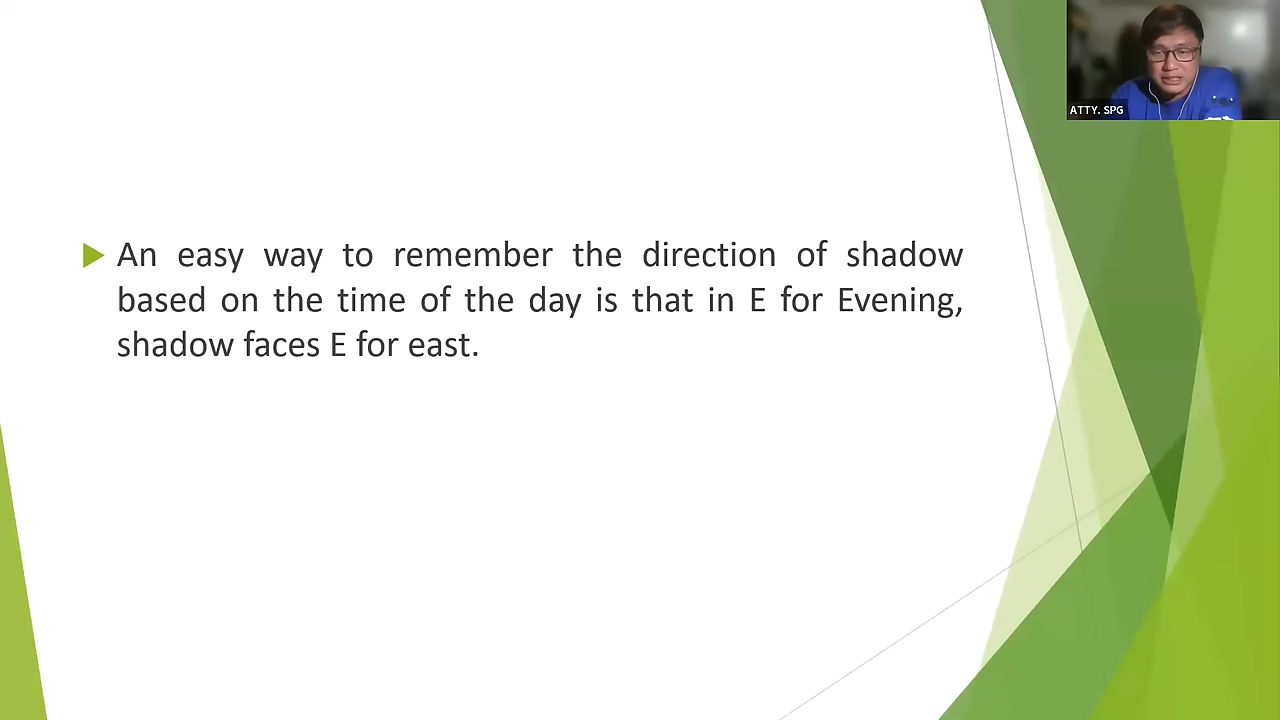 ATTY. SPG
An easy way to remember the direction of shadow
based on the time of the day is that in E for Evening,
shadow faces E for east.